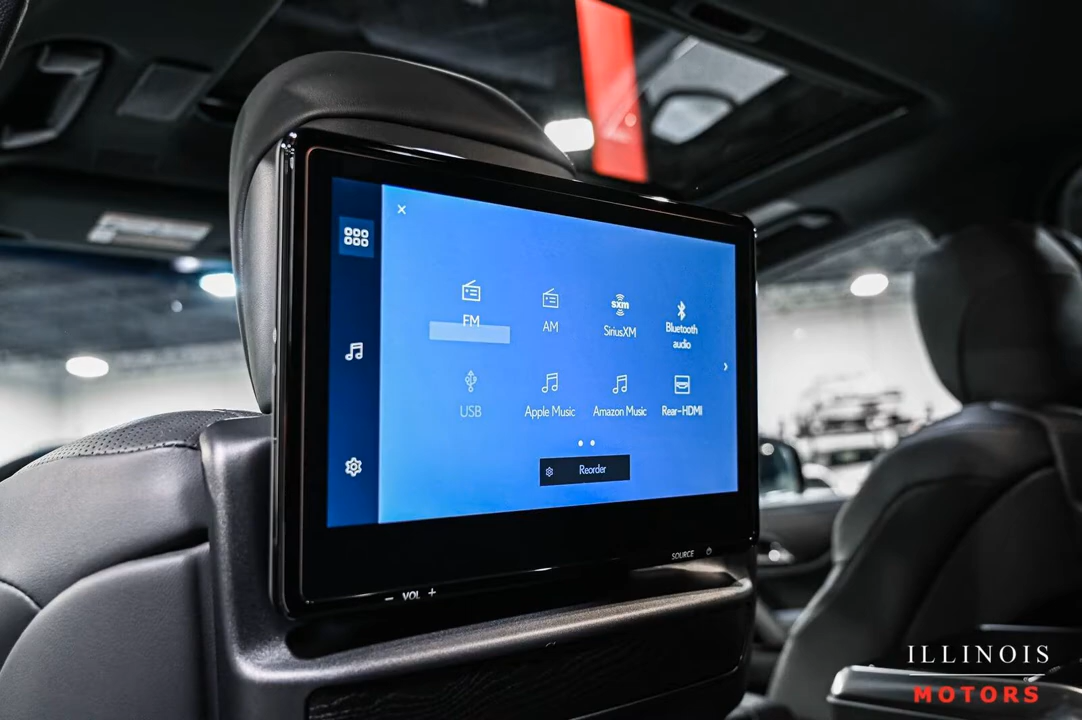 FM
AM
sxm
SiriusXM
Bluetooth
audio
USB
Apple Music
Amazon Music
Rear-HDMI
Reorder
SOURCE
– VOL +
ILLINOIS
MOTORS